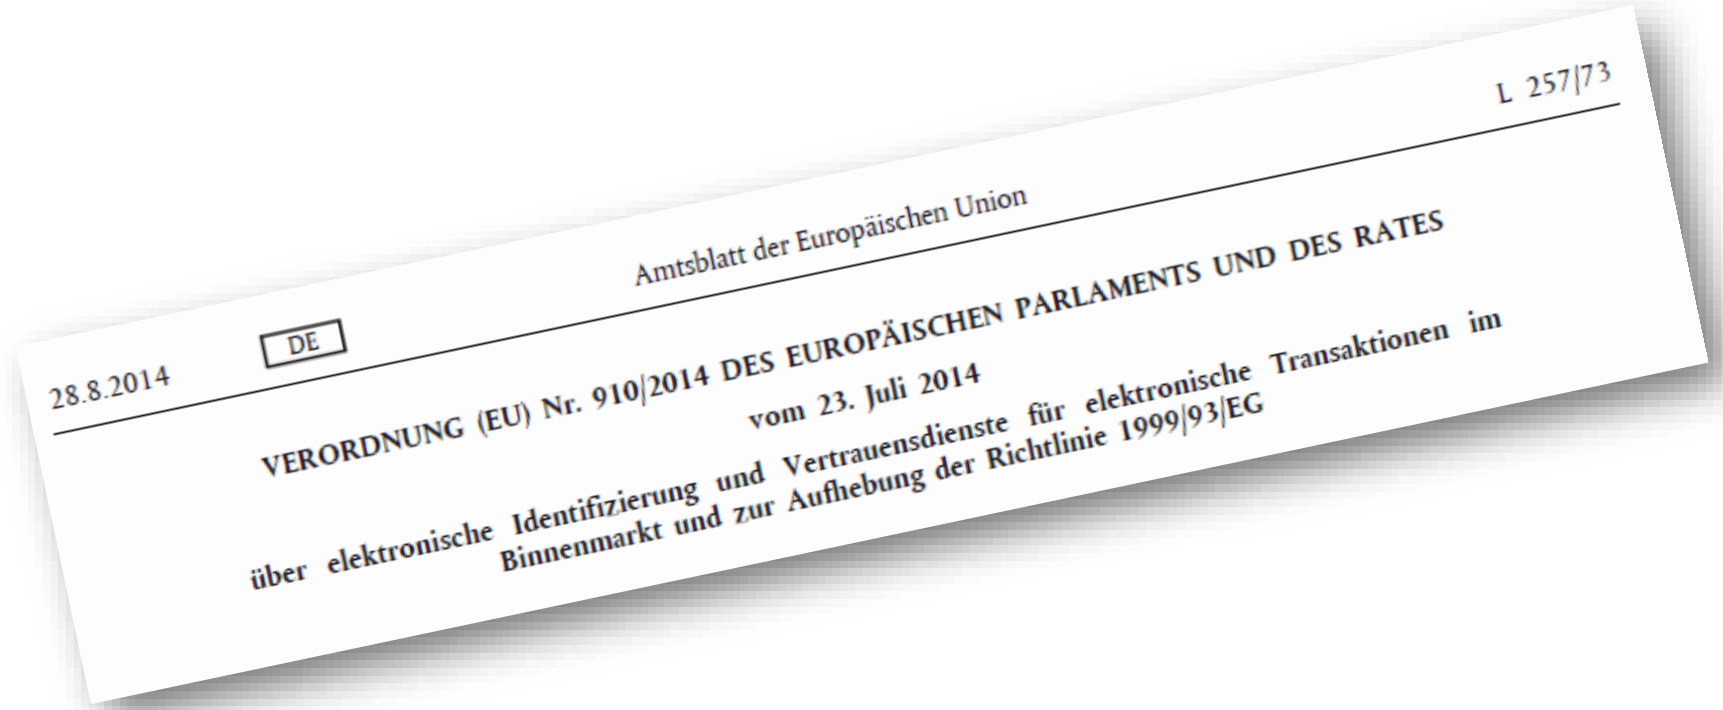 28.8.2014 DE Amtsblatt der Europäischen Union L 257/73
VERORDNUNG (EU) Nr. 910/2014 DES EUROPÄISCHEN PARLAMENTS UND DES RATES
vom 23. Juli 2014
über elektronische Identifizierung und Vertrauensdienste für elektronische Transaktionen im
Binnenmarkt und zur Aufhebung der Richtlinie 1999/93/EG